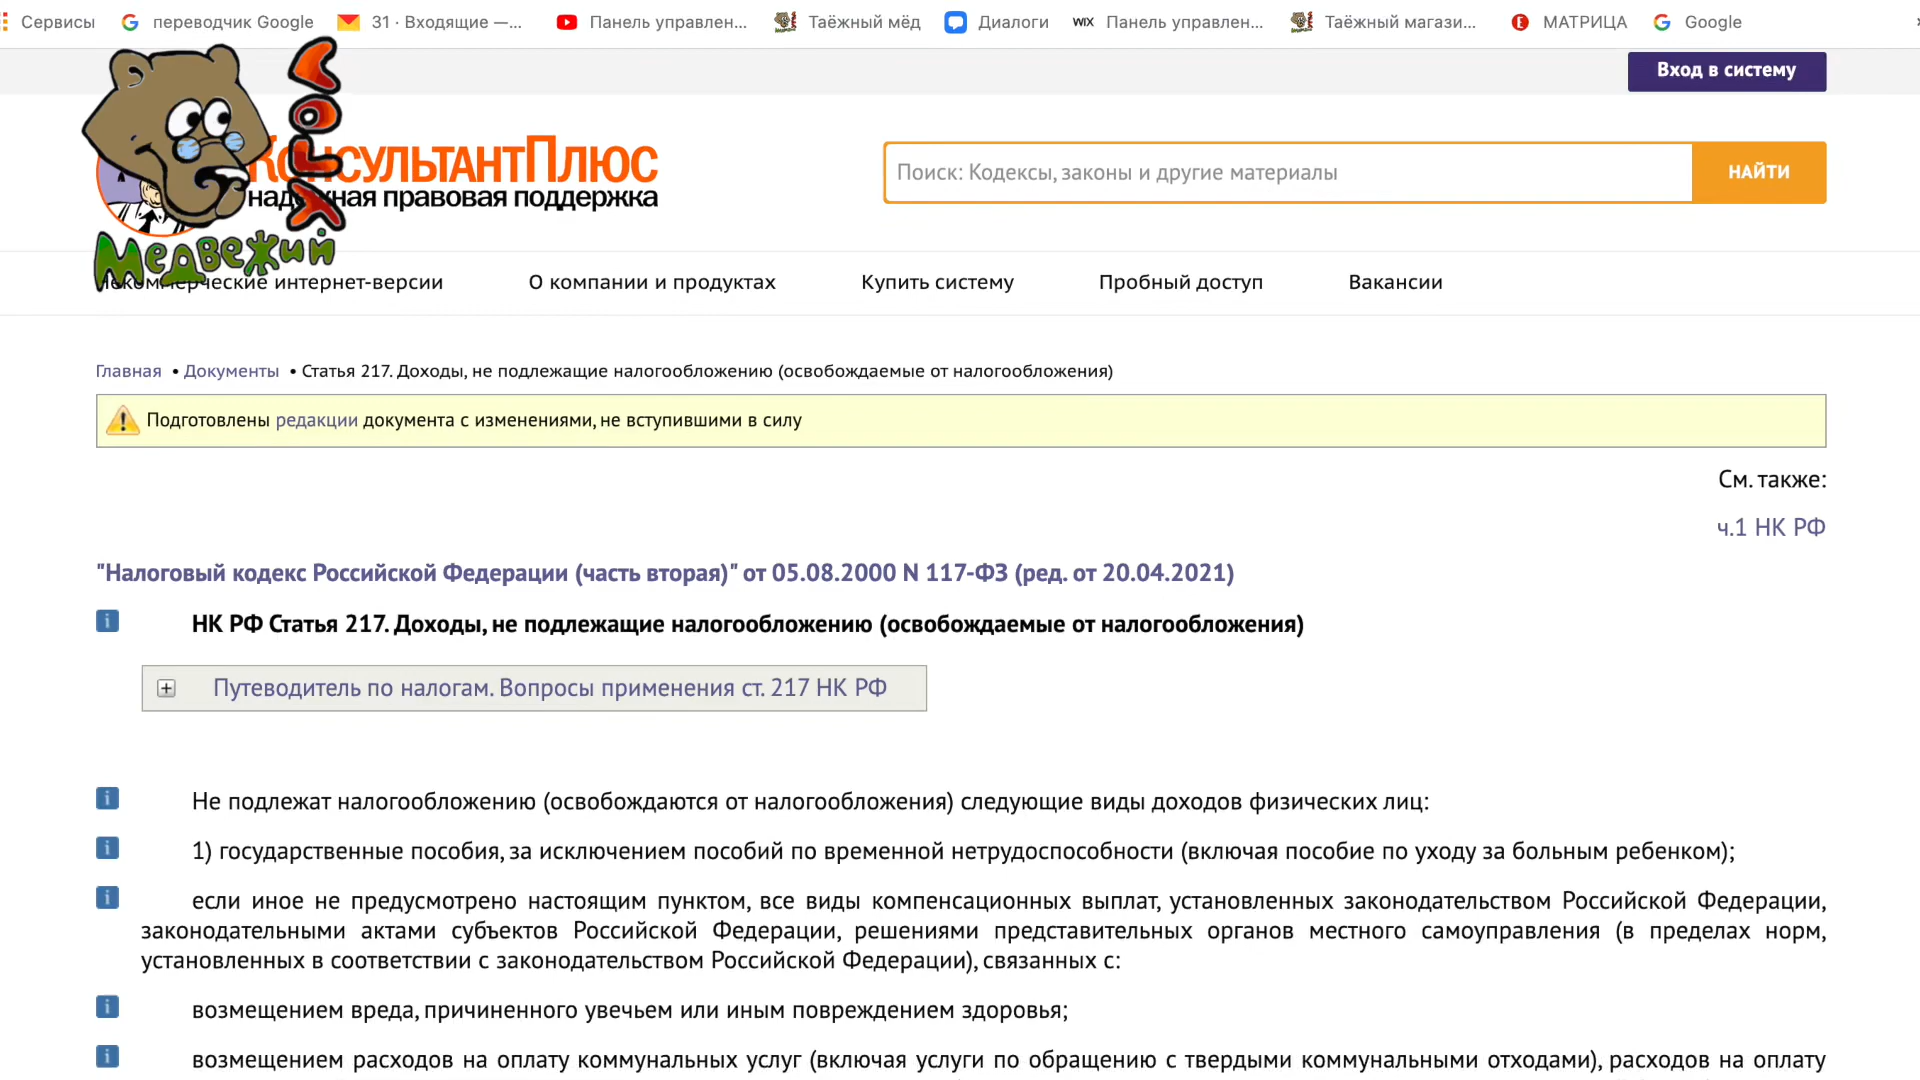 Сервисы переводчик Google 31 · Входящие —... Панель управлен... Таёжный мёд Диалоги WIX Панель управлен... Таёжный магази... МАТРИЦА Google
Вход в систему
ХОЛД
КонсультантПлюс
надежная правовая поддержка
Поиск: Кодексы, законы и другие материалы
НАЙТИ
Медвежий
Некоммерческие интернет-версии О компании и продуктах Купить систему Пробный доступ Вакансии
Главная • Документы • Статья 217. Доходы, не подлежащие налогообложению (освобождаемые от налогообложения)
Подготовлены редакции документа с изменениями, не вступившими в силу
См. также:
ч.1 НК РФ
"Налоговый кодекс Российской Федерации (часть вторая)" от 05.08.2000 N 117-ФЗ (ред. от 20.04.2021)
НК РФ Статья 217. Доходы, не подлежащие налогообложению (освобождаемые от налогообложения)
Путеводитель по налогам. Вопросы применения ст. 217 НК РФ
Не подлежат налогообложению (освобождаются от налогообложения) следующие виды доходов физических лиц:
1) государственные пособия, за исключением пособий по временной нетрудоспособности (включая пособие по уходу за больным ребенком);
если иное не предусмотрено настоящим пунктом, все виды компенсационных выплат, установленных законодательством Российской Федерации,
законодательными актами субъектов Российской Федерации, решениями представительных органов местного самоуправления (в пределах норм,
установленных в соответствии с законодательством Российской Федерации), связанных с:
возмещением вреда, причиненного увечьем или иным повреждением здоровья;
возмещением расходов на оплату коммунальных услуг (включая услуги по обращению с твердыми коммунальными отходами), расходов на оплату